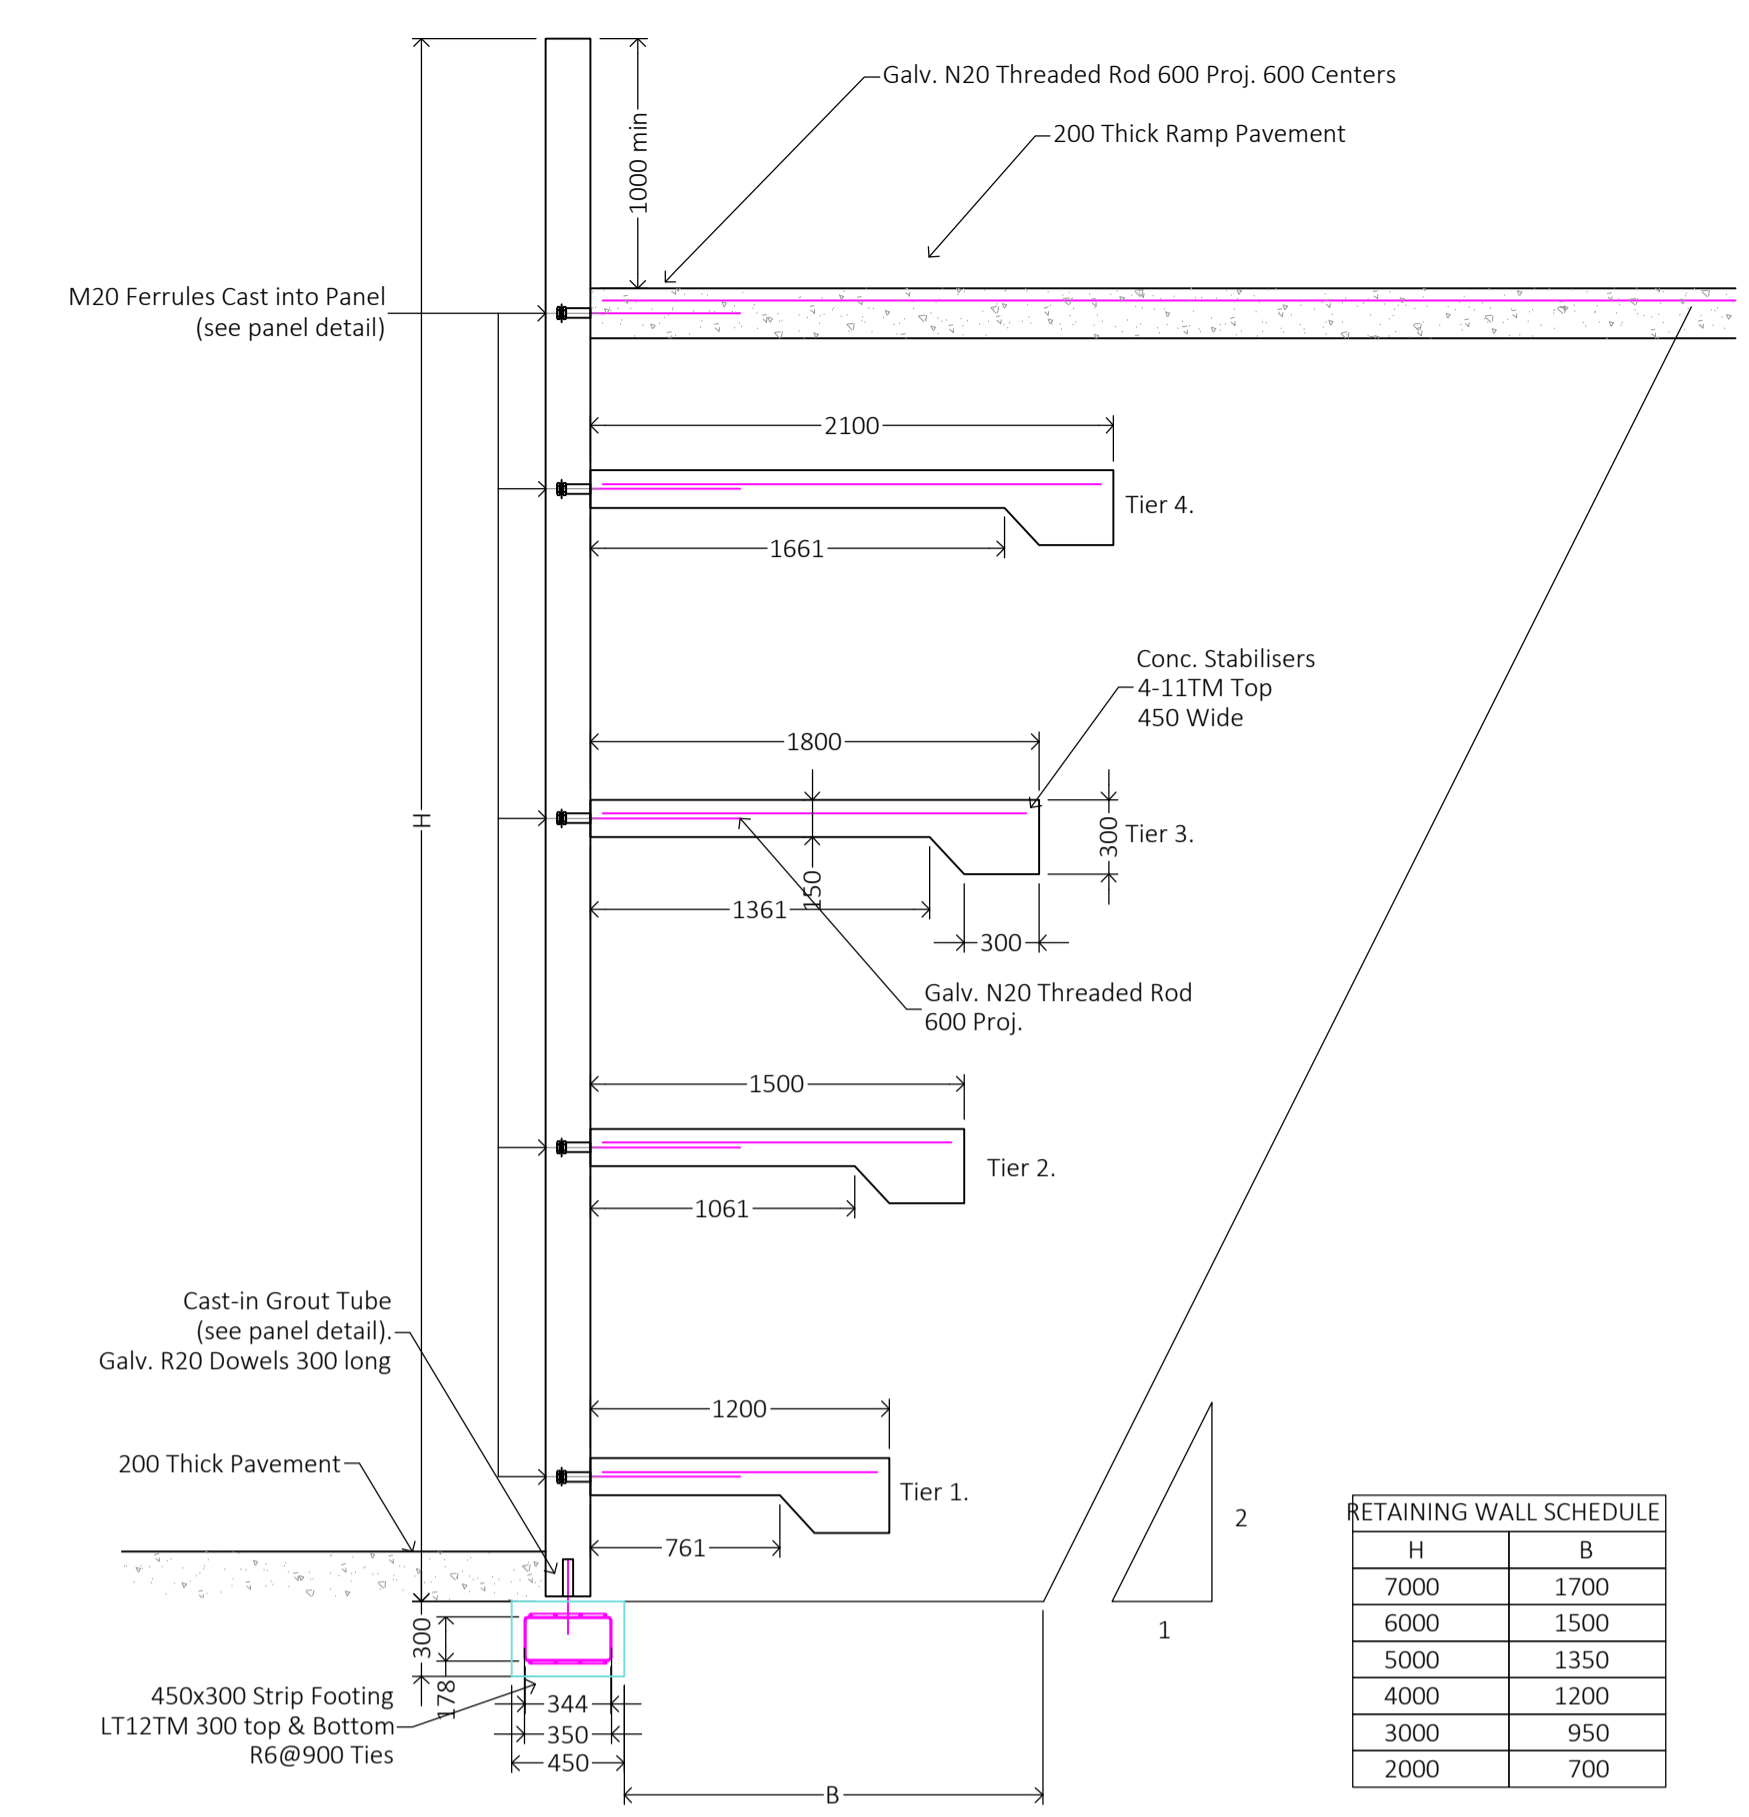 Galv. N20 Threaded Rod 600 Proj. 600 Centers
200 Thick Ramp Pavement
1000 min
M20 Ferrules Cast into Panel
(see panel detail)
2100
Tier 4.
1661
Conc. Stabilisers
4-11TM Top
450 Wide
1800
H
300
Tier 3.
150
1361
300
Galv. N20 Threaded Rod
600 Proj.
1500
Tier 2.
1061
Cast-in Grout Tube
(see panel detail).
Galv. R20 Dowels 300 long
1200
200 Thick Pavement
Tier 1.
761
2
1
300
178
450x300 Strip Footing
LT12TM 300 top & Bottom
R6@900 Ties
344
350
450
B
RETAINING WALL SCHEDULE
H B
7000 1700
6000 1500
5000 1350
4000 1200
3000 950
2000 700